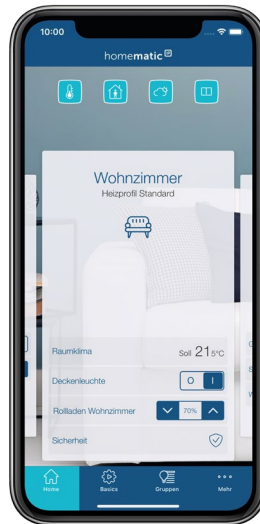 10:00
homematic IP
Wohnzimmer
Heizprofil Standard
Raumklima
Soll 21 5°C
Deckenleuchte
O I
Rollladen Wohnzimmer
70%
Sicherheit
Home
Basics
Gruppen
Mehr